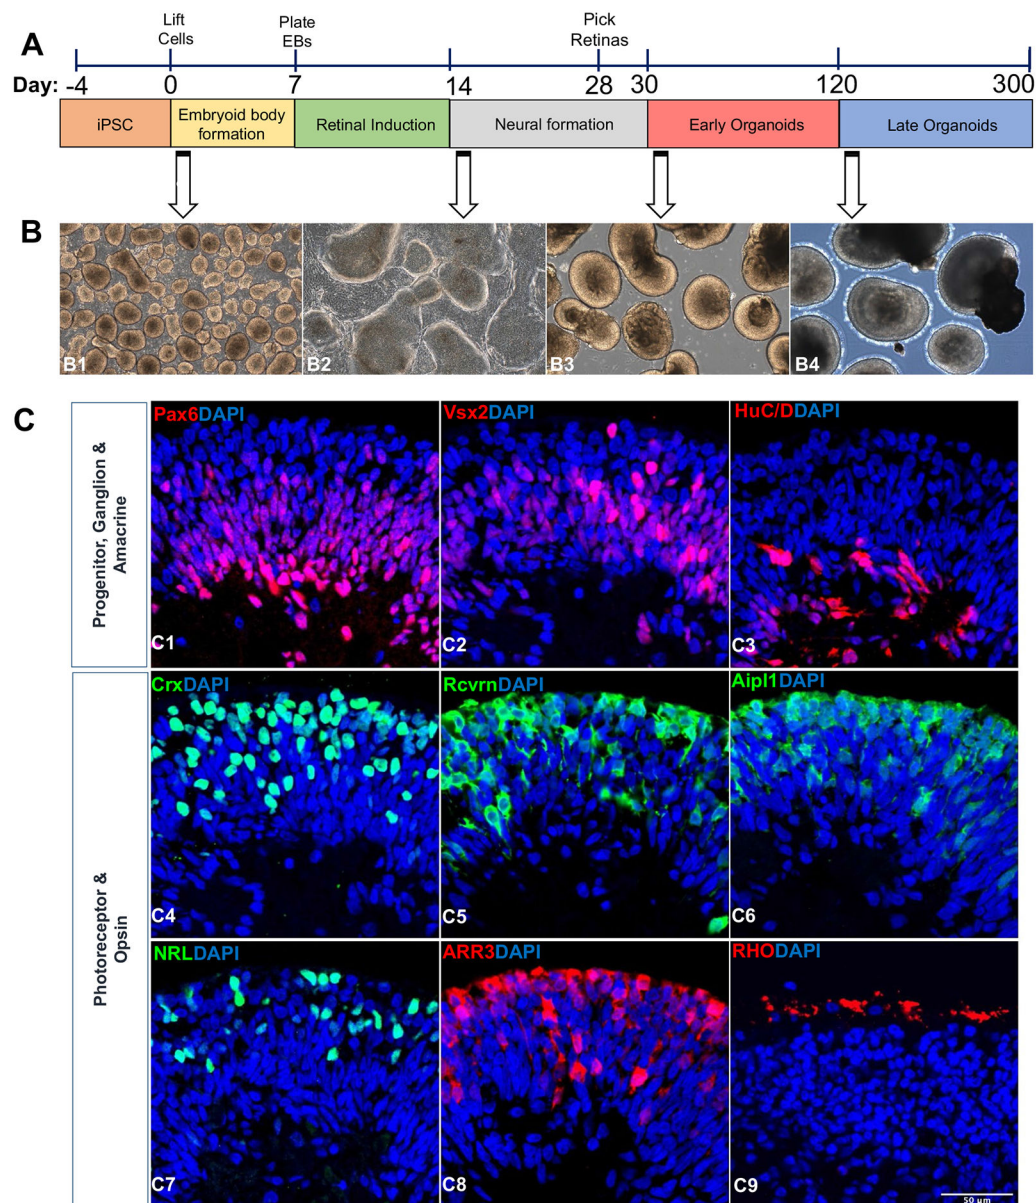 A
Lift
Cells
Plate
EBs
Pick
Retinas
Day: -4 0 7 14 28 30 120 300
iPSC
Embryoid body
formation
Retinal Induction
Neural formation
Early Organoids
Late Organoids
B
B1
B2
B3
B4
C
Progenitor, Ganglion &
Amacrine
Pax6DAPI
C1
Vsx2DAPI
C2
HuC/DDAPI
C3
Photoreceptor &
Opsin
CrxDAPI
C4
RcvrnDAPI
C5
Aipl1DAPI
C6
NRLDAPI
C7
ARR3DAPI
C8
RHODAPI
C9
50 µm